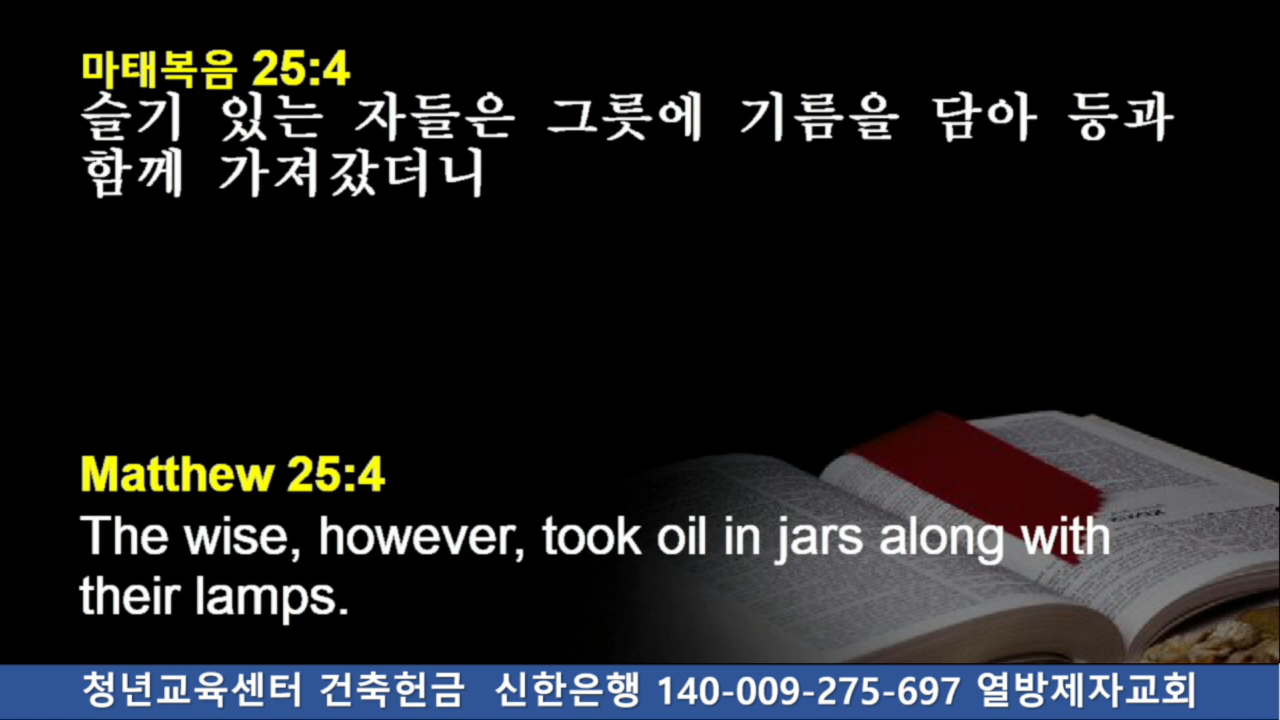 마태복음 25:4
슬기 있는 자들은 그릇에 기름을 담아 등과
함께 가져갔더니
Matthew 25:4
The wise, however, took oil in jars along with
their lamps.
청년교육센터 건축헌금 신한은행 140-009-275-697 열방제자교회